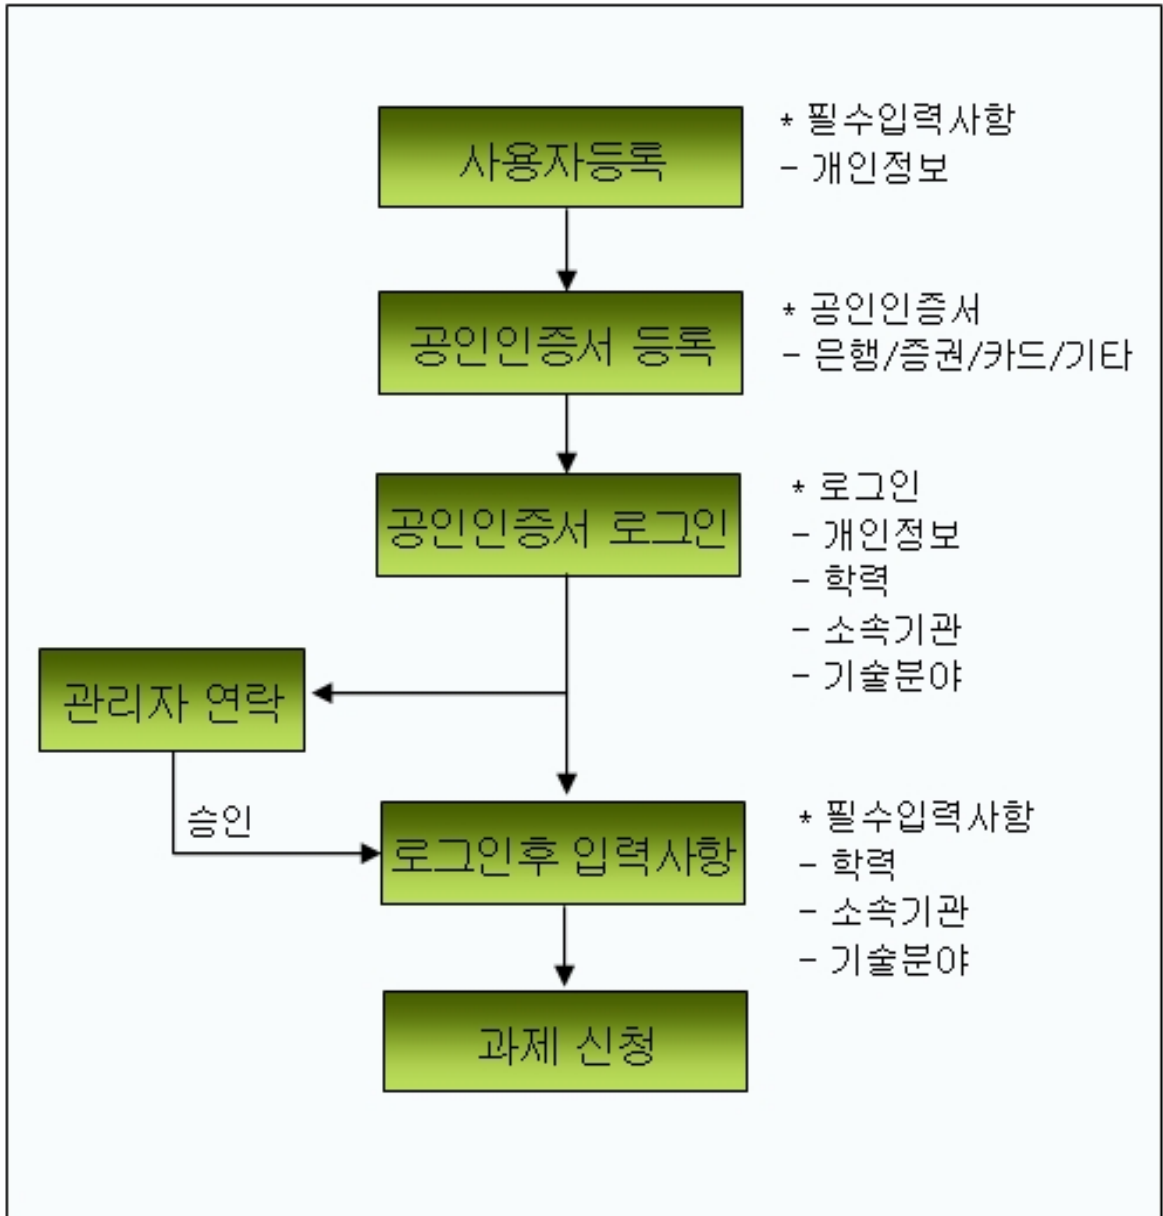 사용자등록
* 필수입력사항
- 개인정보
공인인증서 등록
* 공인인증서
- 은행/증권/카드/기타
공인인증서 로그인
* 로그인
- 개인정보
- 학력
- 소속기관
- 기술분야
관리자 연락
승인
로그인후 입력사항
* 필수입력사항
- 학력
- 소속기관
- 기술분야
과제 신청